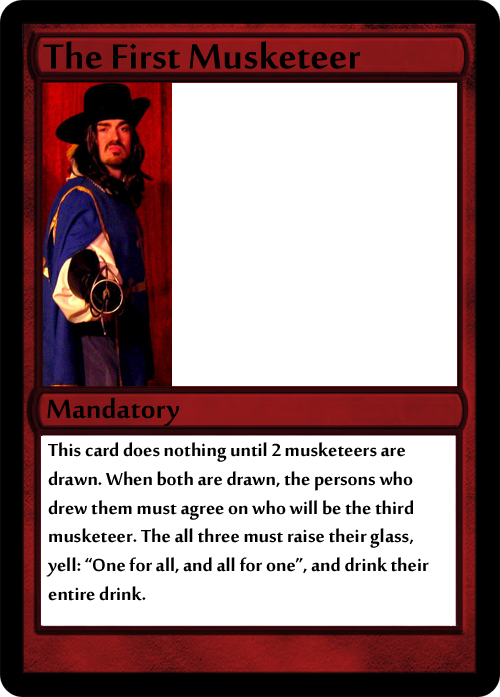 The First Musketeer
Mandatory
This card does nothing until 2 musketeers are
drawn. When both are drawn, the persons who
drew them must agree on who will be the third
musketeer. The all three must raise their glass,
yell: “One for all, and all for one”, and drink their
entire drink.